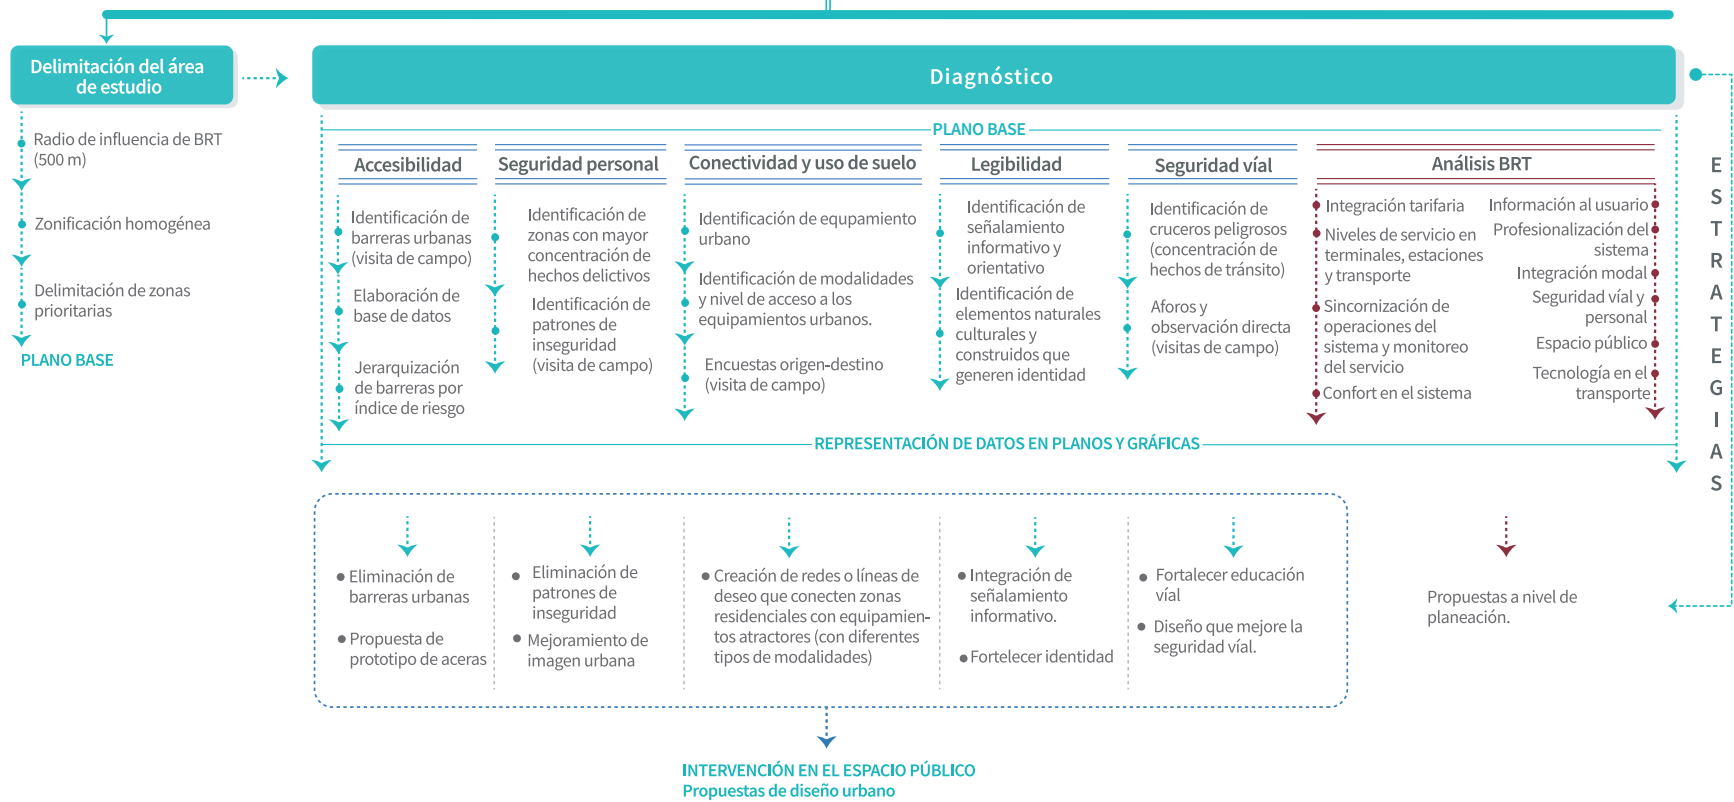 Delimitación del área
de estudio
Radio de influencia de BRT
(500 m)
Zonificación homogénea
Delimitación de zonas
prioritarias
PLANO BASE
Diagnóstico
PLANO BASE
Accesibilidad
Identificación de
barreras urbanas
(visita de campo)
Elaboración de
base de datos
Jerarquización
de barreras por
índice de riesgo
Seguridad personal
Identificación de
zonas con mayor
concentración de
hechos delictivos
Identificación de
patrones de
inseguridad
(visita de campo)
Conectividad y uso de suelo
Identificación de equpamiento
urbano
Identificación de modalidades
y nivel de acceso a los
equipamientos urbanos.
Encuestas origen-destino
(visita de campo)
Legibilidad
Identificación de
señalamiento
informativo y
orientativo
Identificación de
elementos naturales
culturales y
construidos que
generen identidad
Seguridad víal
Identificación de
cruceros peligrosos
(concentración de
hechos de tránsito)
Aforos y
observación directa
(visitas de campo)
Análisis BRT
Integración tarifaria
Niveles de servicio en
terminales, estaciones
y transporte
Sincornización de
operaciones del
sistema y monitoreo
del servicio
Confort en el sistema
Información al usuario
Profesionalización del
sistema
Integración modal
Seguridad víal y
personal
Espacio público
Tecnología en el
transporte
ESTRATEGIAS
REPRESENTACIÓN DE DATOS EN PLANOS Y GRÁFICAS
Eliminación de
barreras urbanas
Propuesta de
prototipo de aceras
Eliminación de
patrones de
inseguridad
Mejoramiento de
imagen urbana
Creación de redes o líneas de
deseo que conecten zonas
residenciales con equipamien-
tos atractores (con diferentes
tipos de modalidades)
Integración de
señalamiento
informativo.
Fortelecer identidad
Fortalecer educación
víal
Diseño que mejore la
seguridad víal.
Propuestas a nivel de
planeación.
INTERVENCIÓN EN EL ESPACIO PÚBLICO
Propuestas de diseño urbano